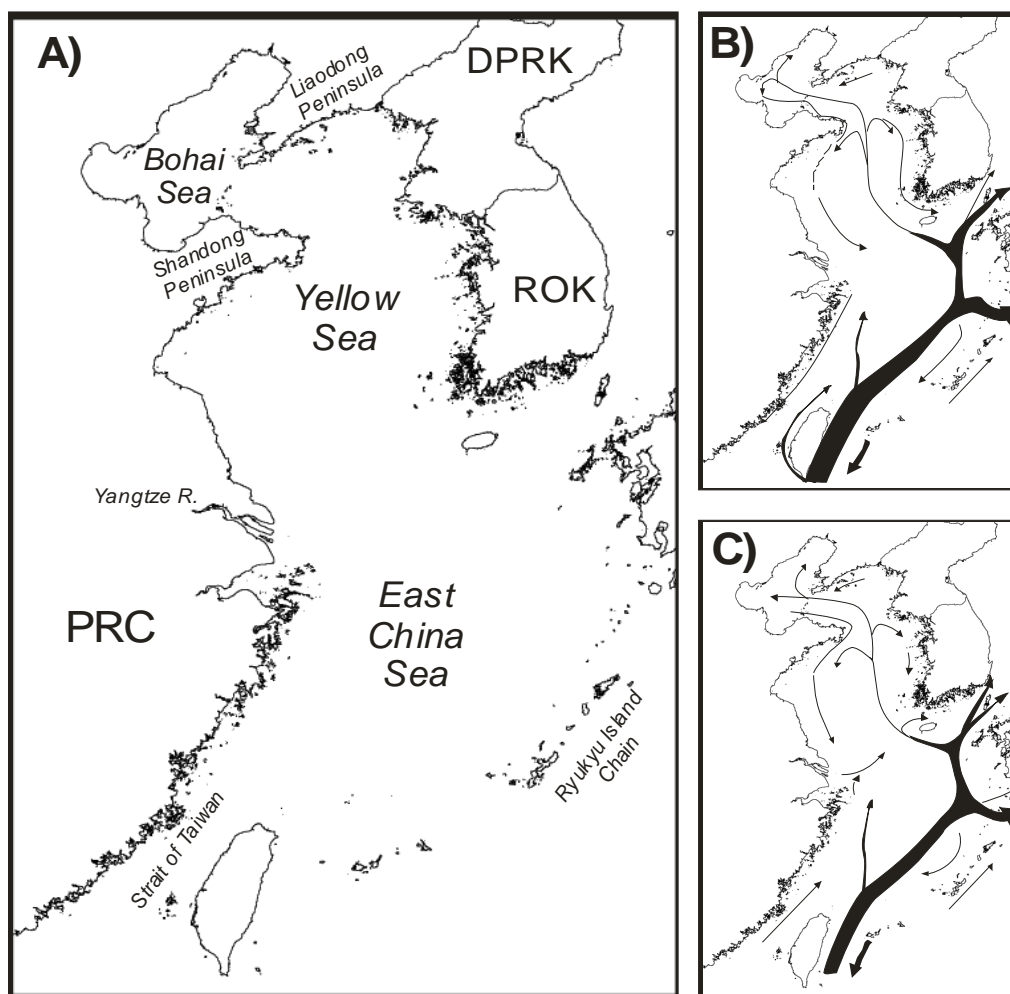 A)
DPRK
Liaodong
Peninsula
Bohai
Sea
Shandong
Peninsula
Yellow
Sea
ROK
Yangtze R.
PRC
East
China
Sea
Ryukyu Island
Chain
Strait of Taiwan
B)
C)